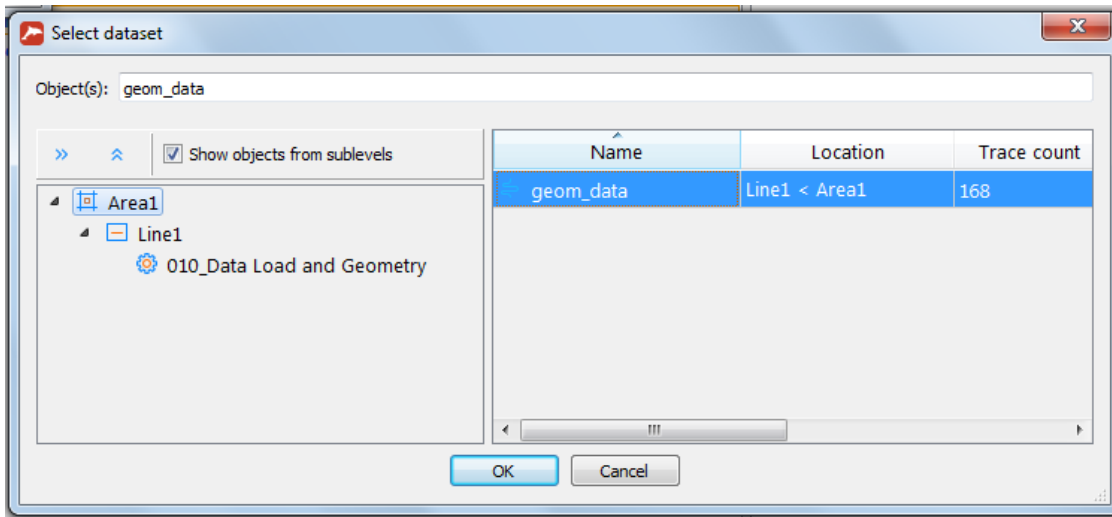 Select dataset
Object(s): geom_data
Show objects from sublevels
Name Location Trace count
Area1
geom_data Line1 < Area1 168
Line1
010_Data Load and Geometry
OK Cancel